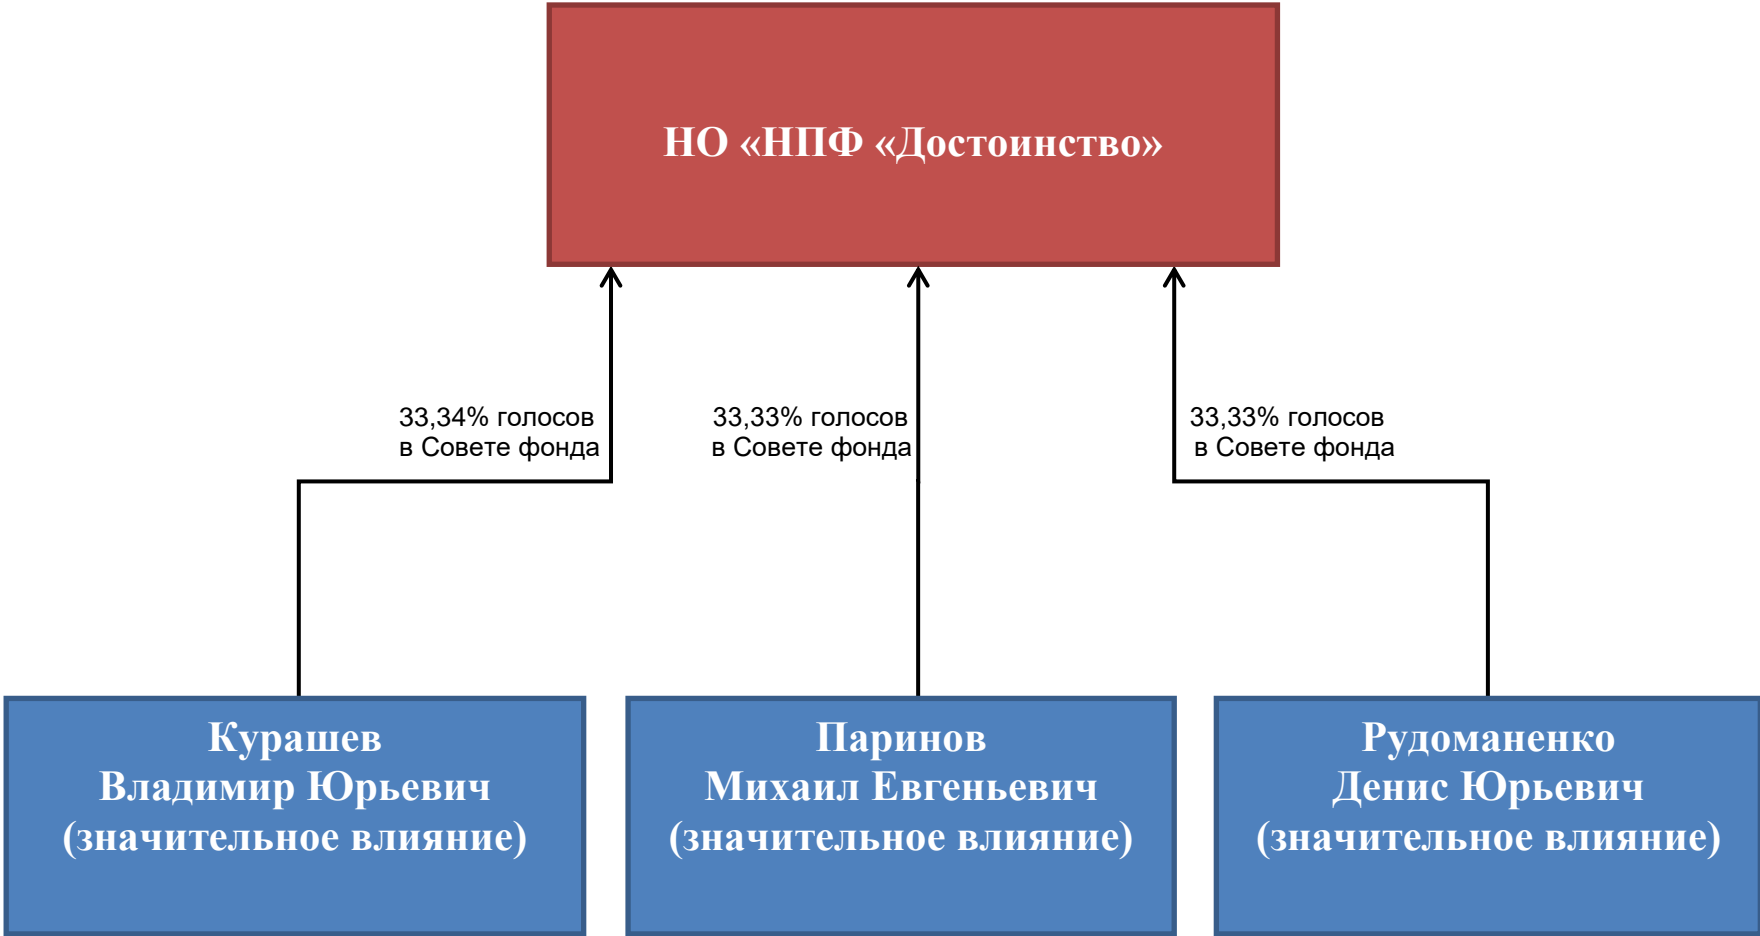 НО «НПФ «Достоинство»
33,34% голосов
в Совете фонда
33,33% голосов
в Совете фонда
33,33% голосов
в Совете фонда
Курашев
Владимир Юрьевич
(значительное влияние)
Паринов
Михаил Евгеньевич
(значительное влияние)
Рудоманенко
Денис Юрьевич
(значительное влияние)